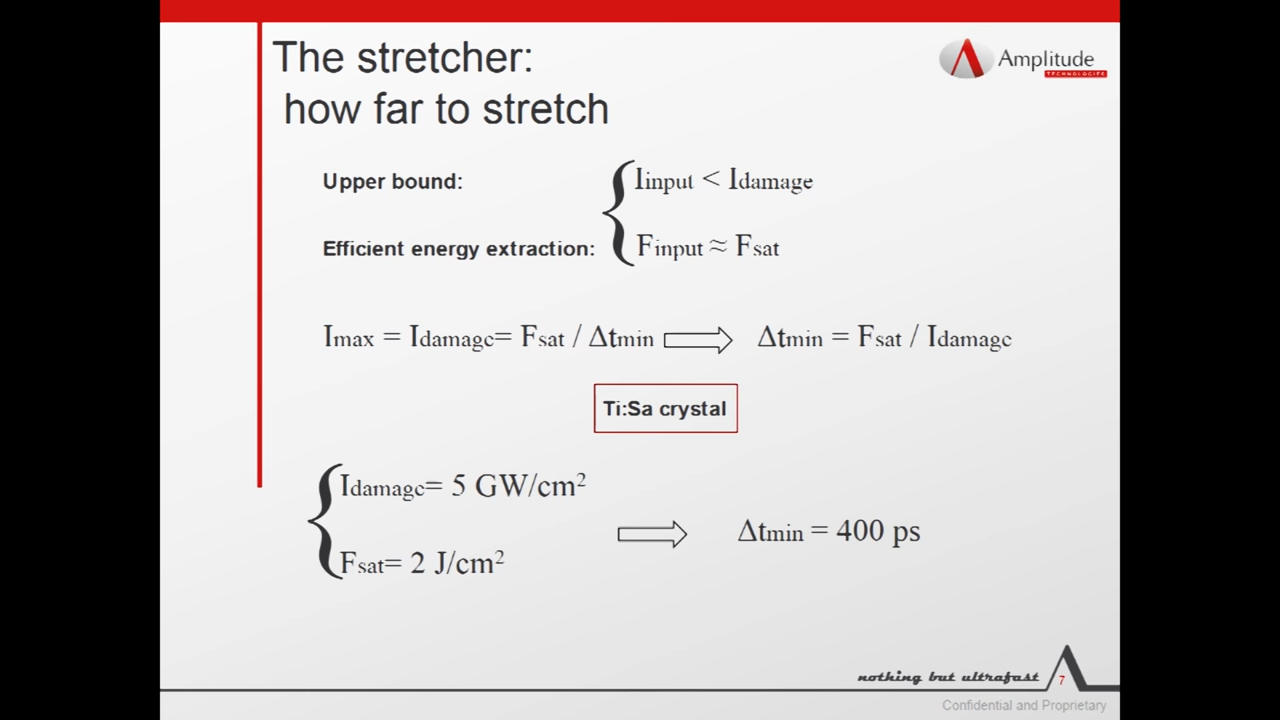 The stretcher:
how far to stretch
Amplitude
TECHNOLOGIES
Upper bound:
Iinput < Idamage
Efficient energy extraction:
Finput ≈ Fsat
Imax = Idamage= Fsat / Δtmin
Δtmin = Fsat / Idamage
Ti:Sa crystal
Idamage= 5 GW/cm²
Fsat= 2 J/cm²
Δtmin = 400 ps
nothing but ultrafast
7
Confidential and Proprietary